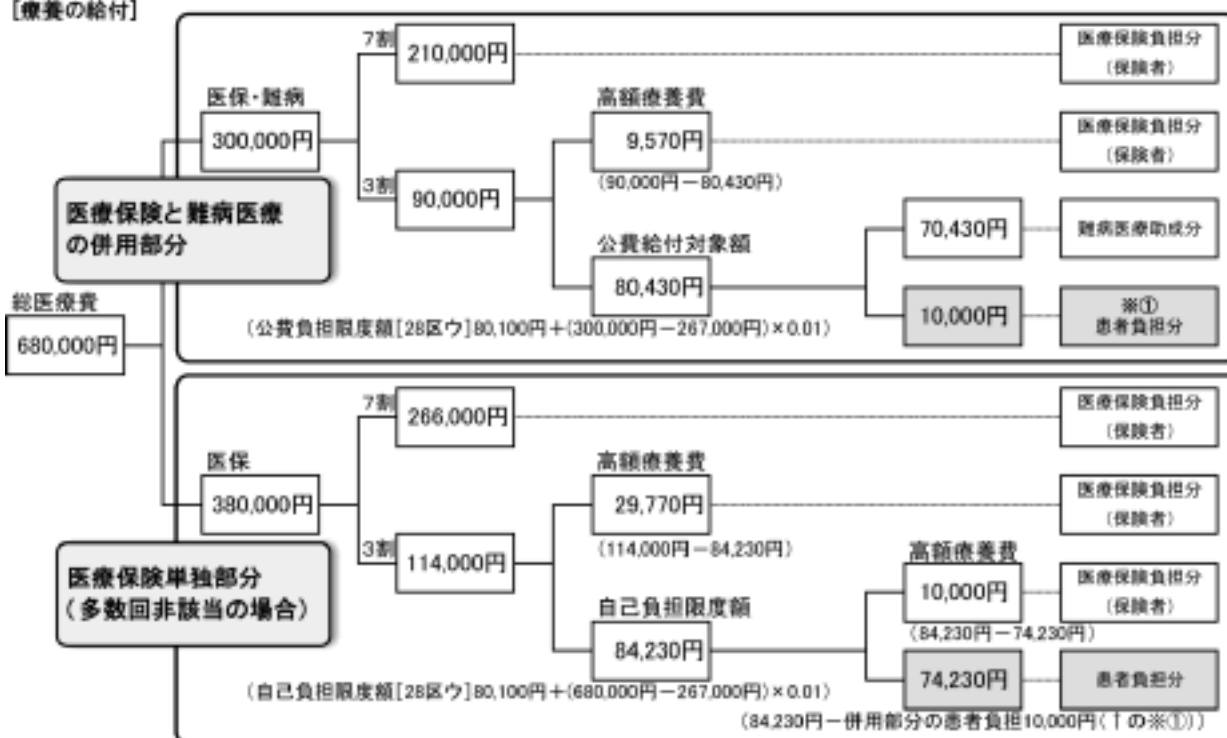 [療養の給付]
7割
210,000円
医療保険負担分
(保険者)
医保・難病
300,000円
高額療養費
9,570円
(90,000円－80,430円)
医療保険負担分
(保険者)
3割
90,000円
医療保険と難病医療
の併用部分
公費給付対象額
80,430円
70,430円
難病医療助成分
10,000円
※①
患者負担分
(公費負担限度額[28区ウ]80,100円＋(300,000円－267,000円)×0.01)
総医療費
680,000円
7割
266,000円
医療保険負担分
(保険者)
医保
380,000円
高額療養費
29,770円
(114,000円－84,230円)
医療保険負担分
(保険者)
3割
114,000円
医療保険単独部分
(多数回非該当の場合)
高額療養費
10,000円
(84,230円－74,230円)
医療保険負担分
(保険者)
自己負担限度額
84,230円
74,230円
患者負担分
(自己負担限度額[28区ウ]80,100円＋(680,000円－267,000円)×0.01)
(84,230円－併用部分の患者負担10,000円(↑の※①))